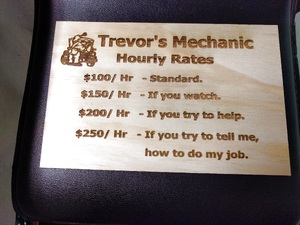 Trevor's Mechanic
Hourly Rates
$100/ Hr - Standard.
$150/ Hr - If you watch.
$200/ Hr - If you try to help.
$250/ Hr - If you try to tell me,
how to do my job.